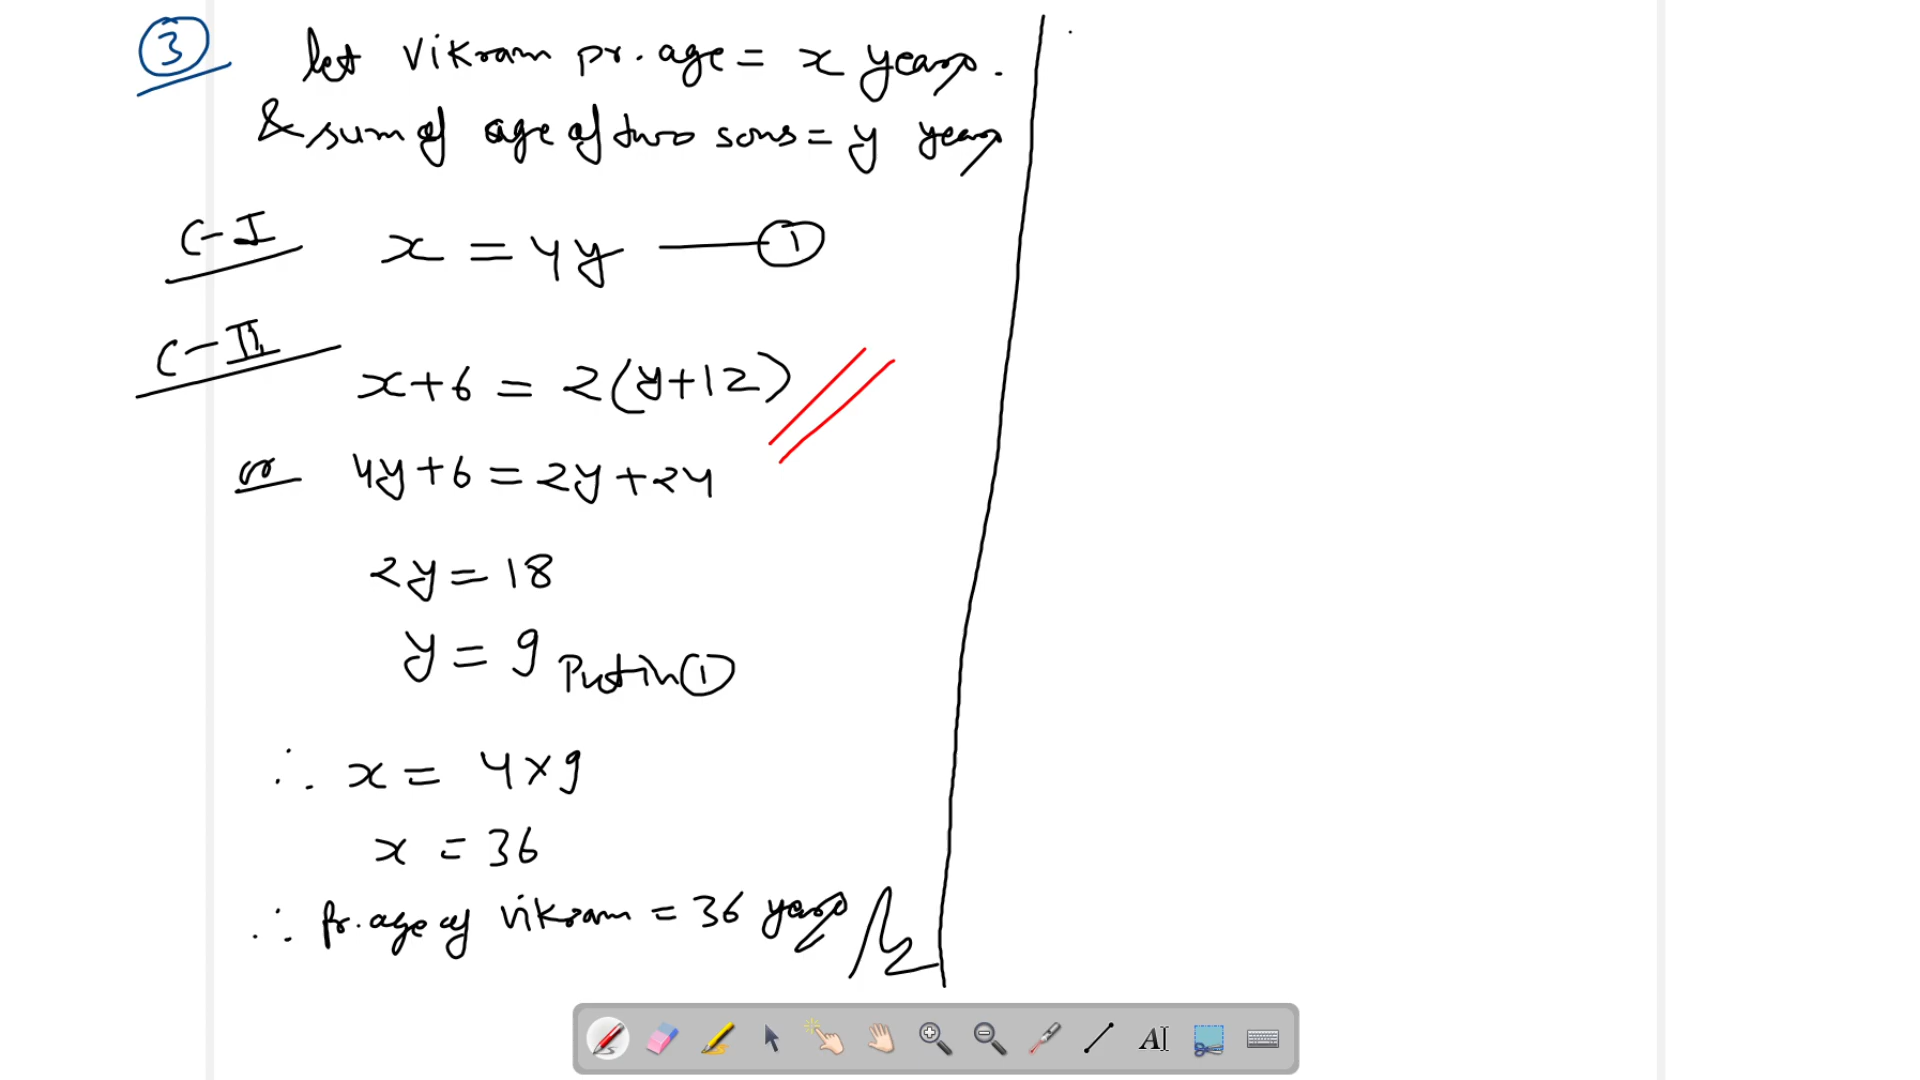 3 let Vikram pr. age = x years.
& sum of age of two sons = y years
C-I x = 4y —— 1
C-II
x+6 = 2(y+12)
or 4y+6 = 2y+24
2y = 18
y = 9 Put in 1
∴ x = 4×9
x = 36
∴ Pr. age of vikram = 36 years
AI